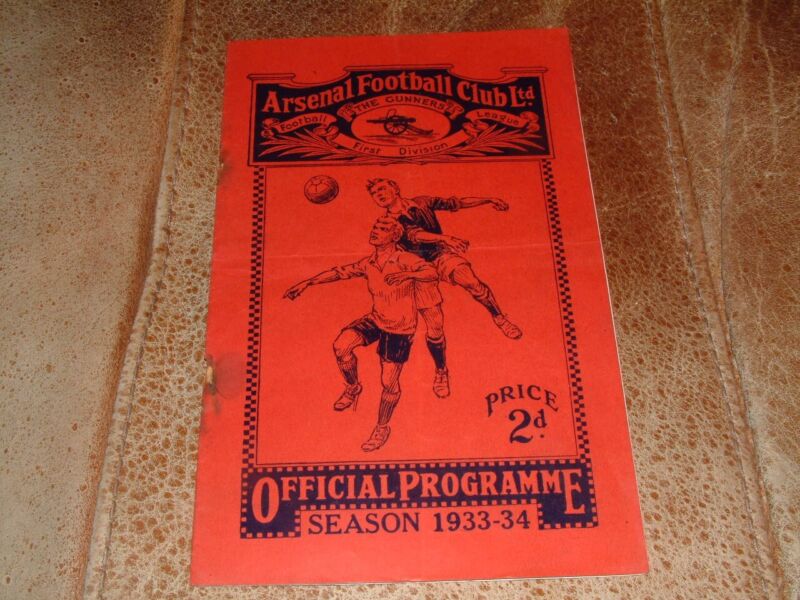 Arsenal Football Club Ltd.
THE GUNNERS
Football League
First Division
PRICE
2d.
OFFICIAL PROGRAMME
SEASON 1933-34